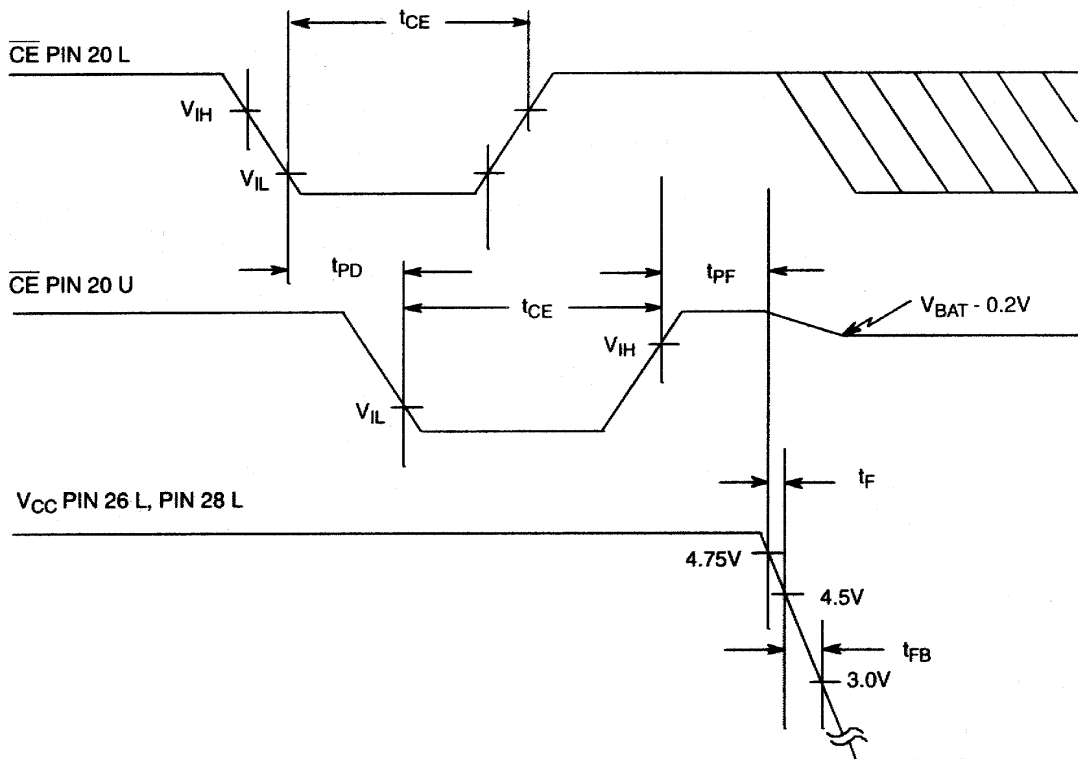 t_CE
C̅E̅ PIN 20 L
V_IH
V_IL
t_PD
t_PF
C̅E̅ PIN 20 U
t_CE
V_BAT - 0.2V
V_IH
V_IL
t_F
V_CC PIN 26 L, PIN 28 L
4.75V
4.5V
t_FB
3.0V